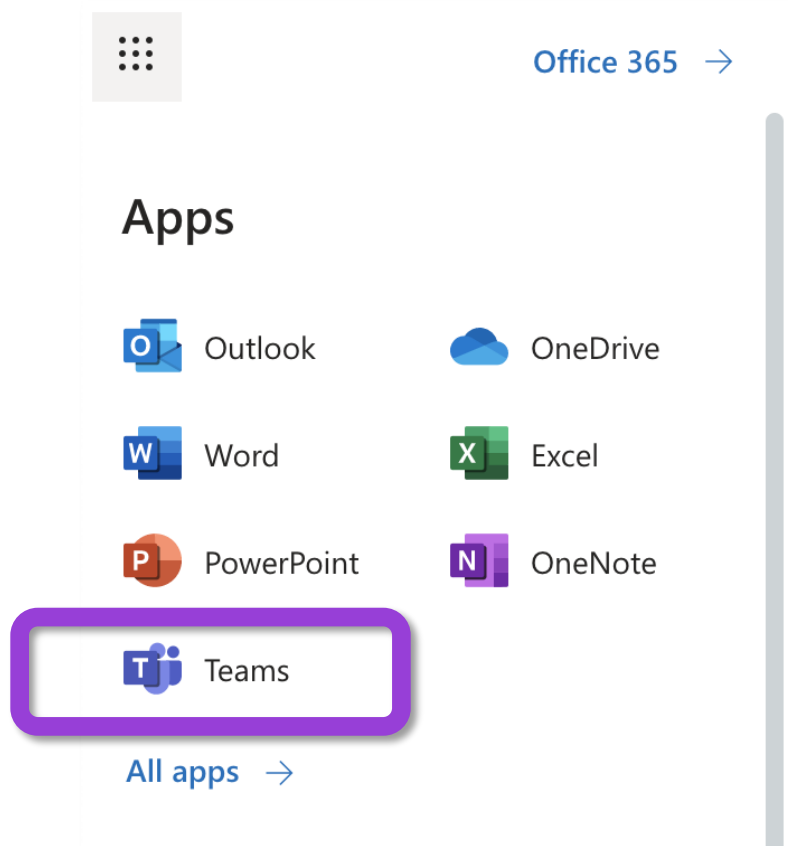 Office 365 →
Apps
Outlook
OneDrive
Word
Excel
PowerPoint
OneNote
Teams
All apps →